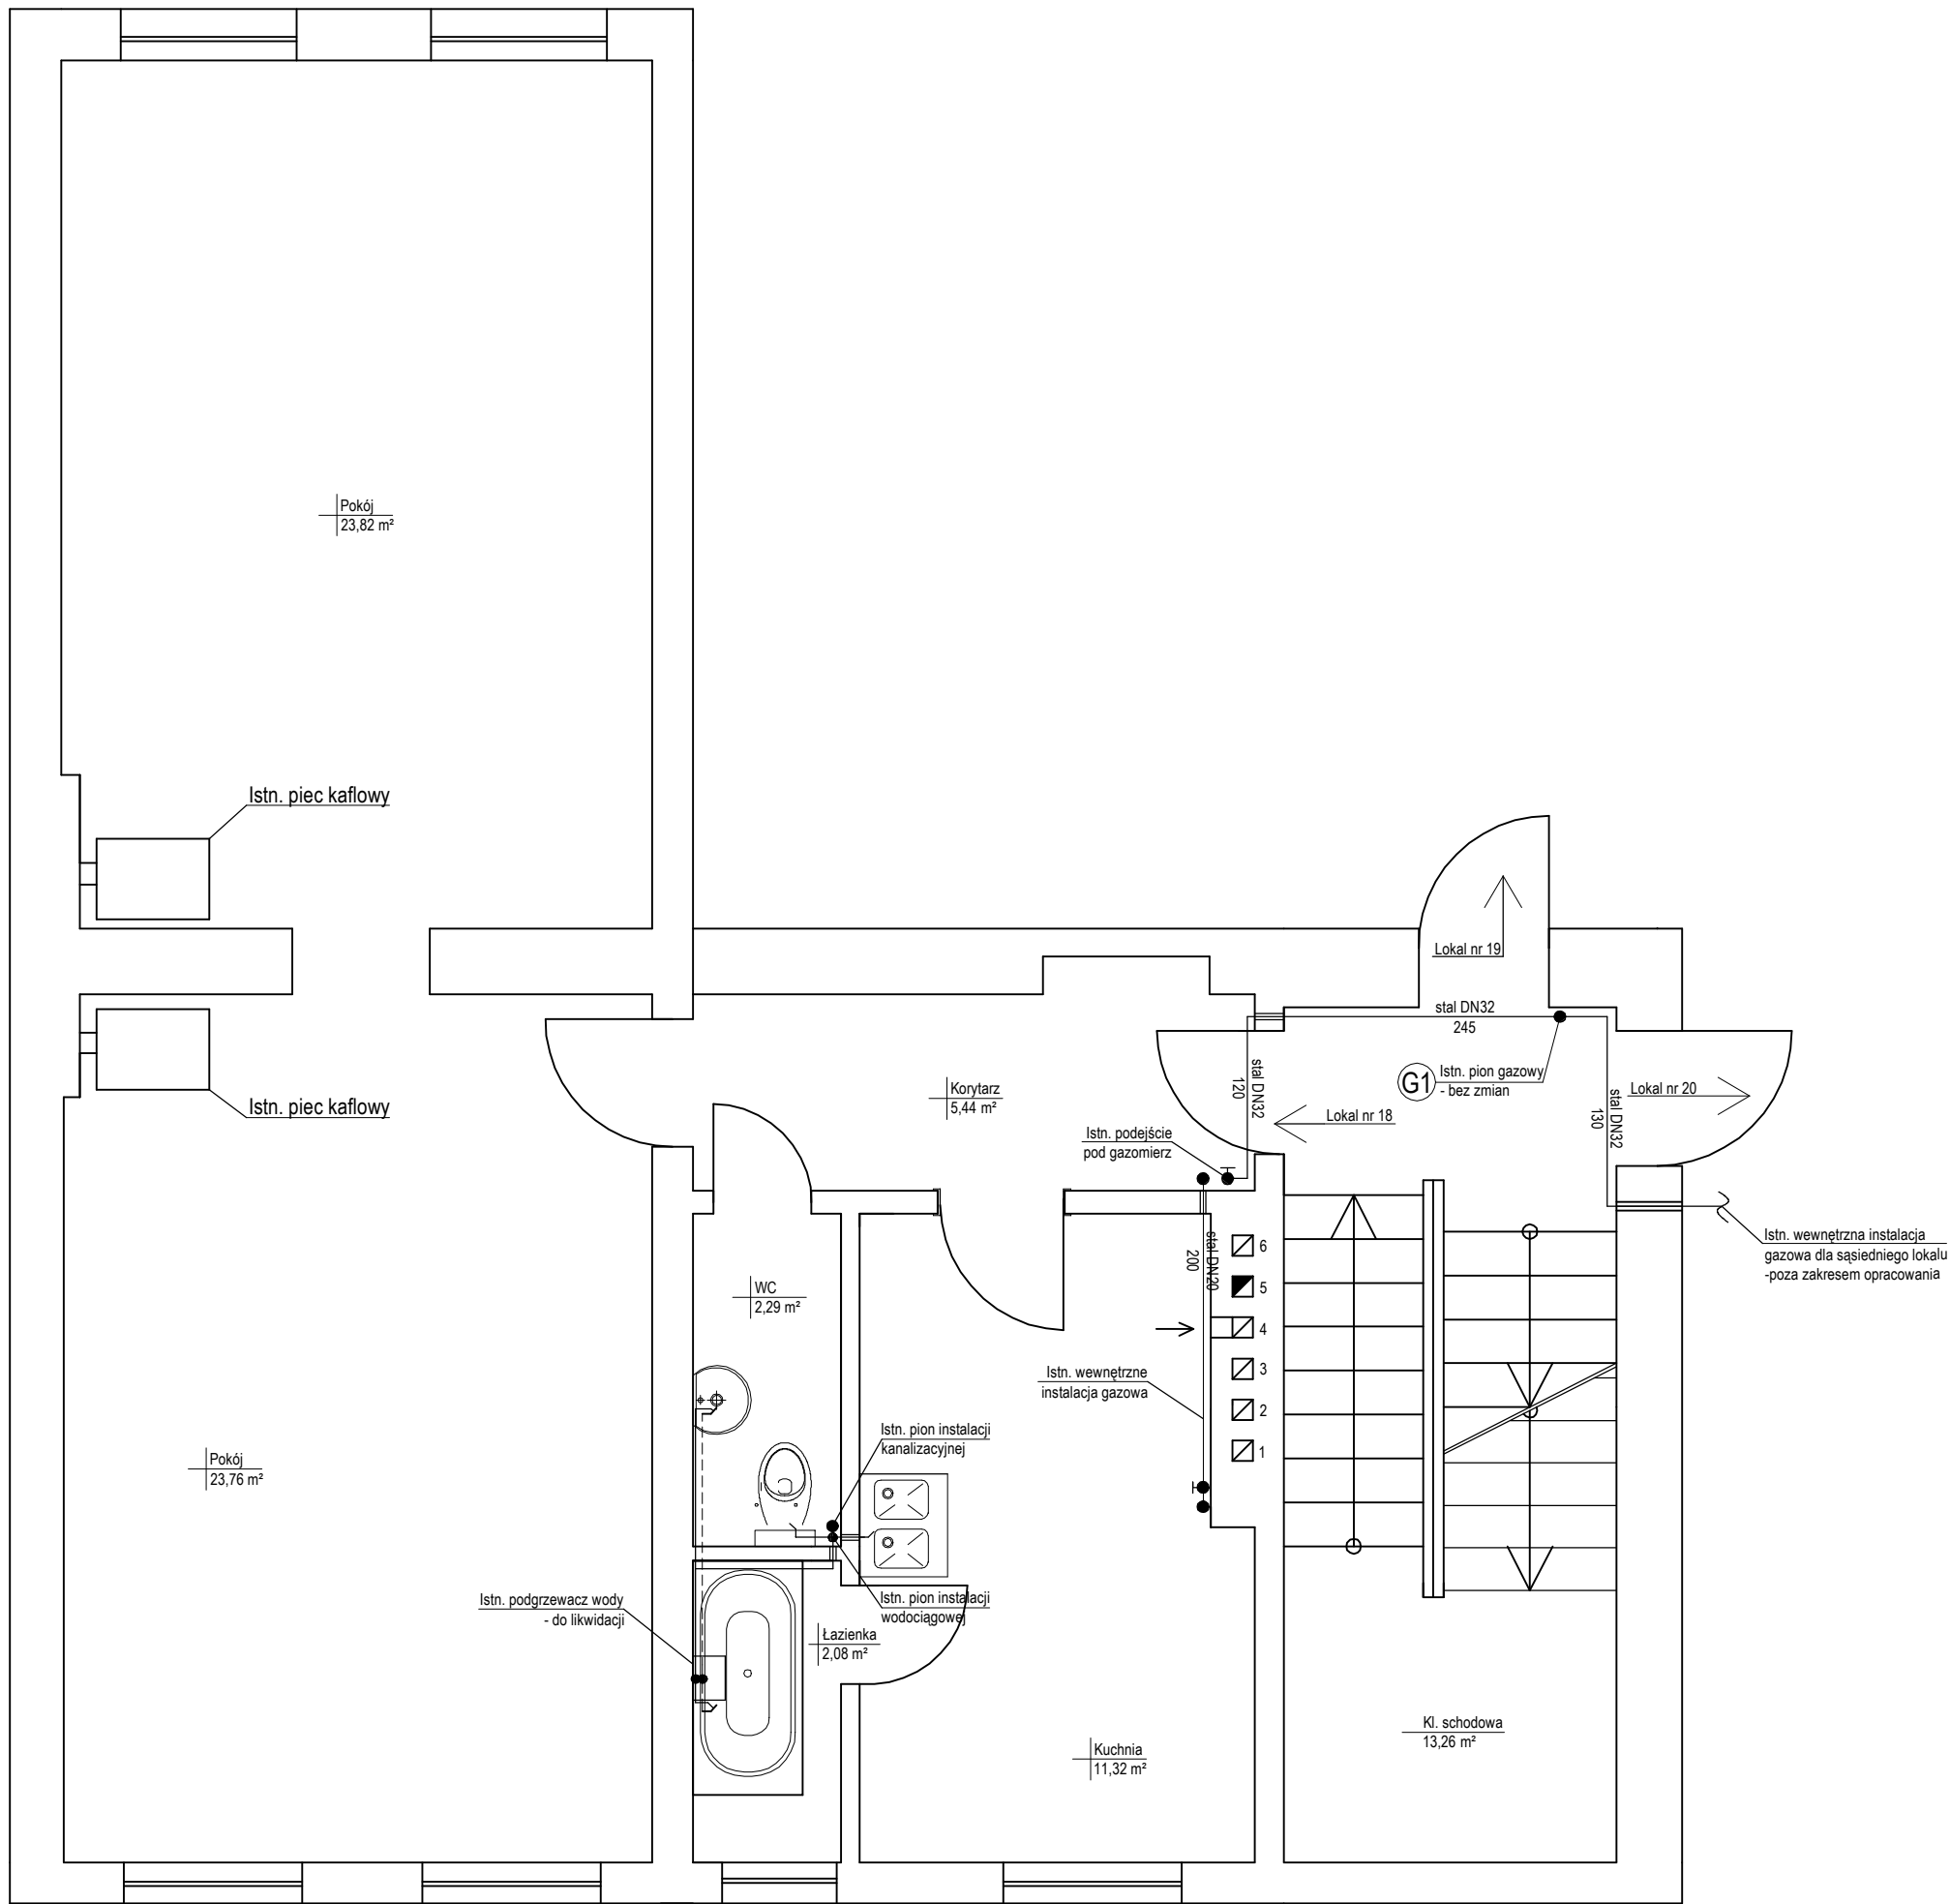 Pokój
23,82 m²
Istn. piec kaflowy
Istn. piec kaflowy
Lokal nr 19
stal DN32
245
G1
Istn. pion gazowy
- bez zmian
stal DN32
120
Lokal nr 18
stal DN32
130
Lokal nr 20
Korytarz
5,44 m²
Istn. podejście
pod gazomierz
Istn. wewnętrzna instalacja
gazowa dla sąsiedniego lokalu
-poza zakresem opracowania
stal DN20
200
6
5
4
3
2
1
WC
2,29 m²
Istn. wewnętrzne
instalacja gazowa
Istn. pion instalacji
kanalizacyjnej
Pokój
23,76 m²
Istn. podgrzewacz wody
- do likwidacji
Istn. pion instalacji
wodociągowej
Łazienka
2,08 m²
Kuchnia
11,32 m²
Kl. schodowa
13,26 m²